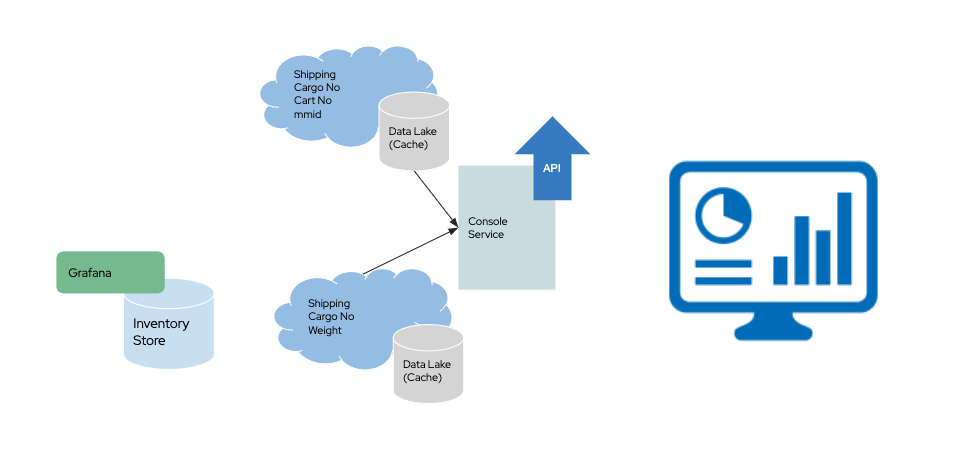 Shipping
Cargo No
Cart No
mmid
Data Lake
(Cache)
API
Console
Service
Grafana
Inventory
Store
Shipping
Cargo No
Weight
Data Lake
(Cache)